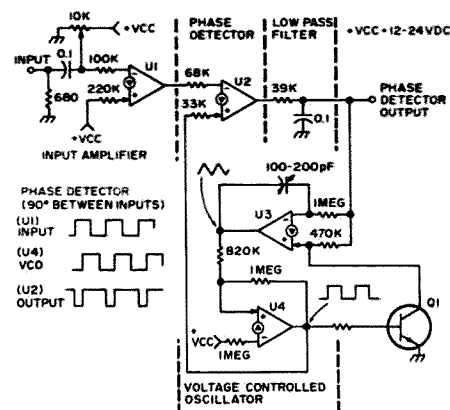 10K
+VCC
PHASE
DETECTOR
LOW PASS
FILTER
+VCC = 12-24VDC
INPUT
0.1
100K
U1
68K
U2
39K
PHASE
DETECTOR
OUTPUT
680
220K
+VCC
33K
0.1
INPUT AMPLIFIER
100-200pF
PHASE DETECTOR
(90° BETWEEN INPUTS)
(U1)
INPUT
(U4)
VCO
(U2)
OUTPUT
U3
1MEG
470K
820K
1MEG
U4
Q1
+
VCC
1MEG
VOLTAGE CONTROLLED
OSCILLATOR